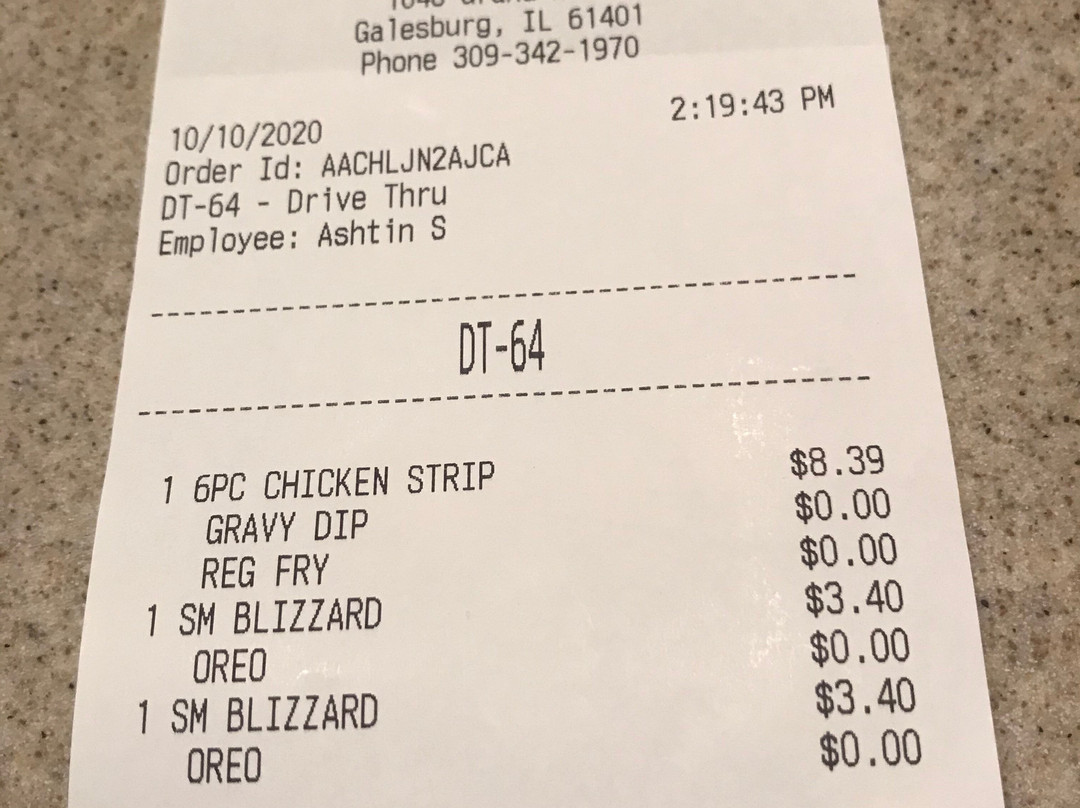 Galesburg, IL 61401
Phone 309-342-1970
10/10/2020 2:19:43 PM
Order Id: AACHLJN2AJCA
DT-64 - Drive Thru
Employee: Ashtin S
DT-64
1 6PC CHICKEN STRIP $8.39
GRAVY DIP $0.00
REG FRY $0.00
1 SM BLIZZARD $3.40
OREO $0.00
1 SM BLIZZARD $3.40
OREO $0.00